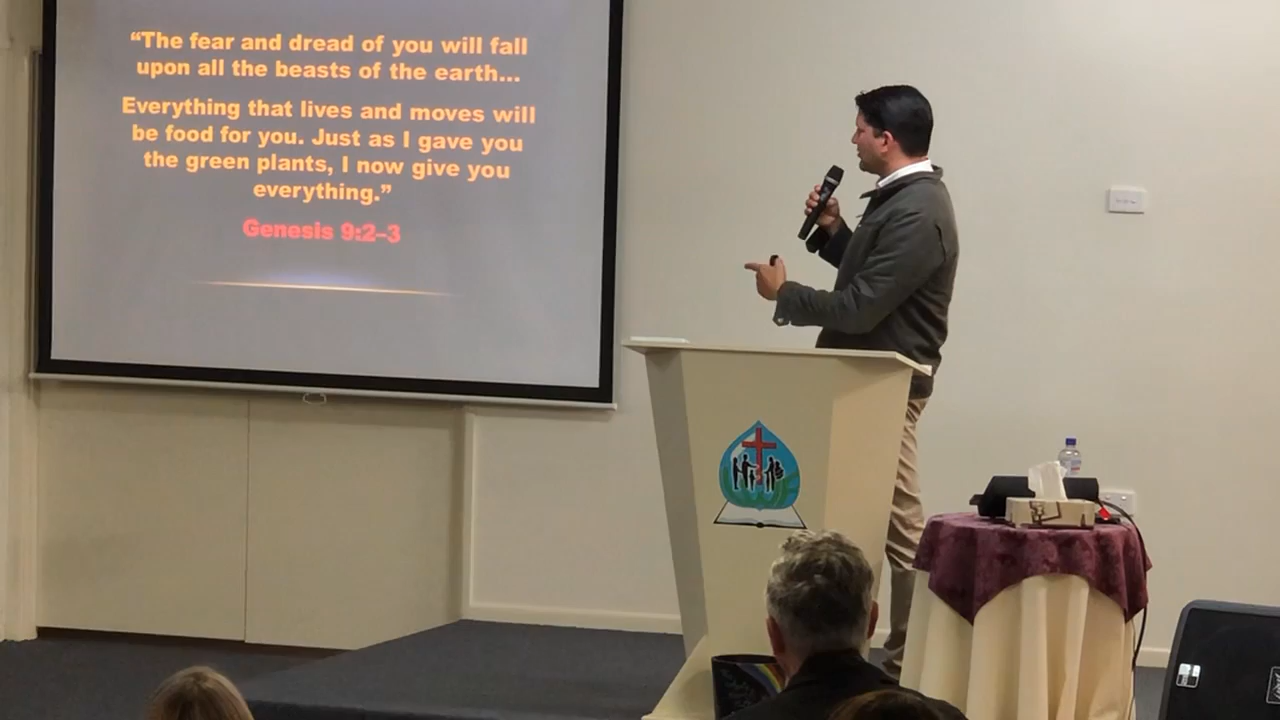 “The fear and dread of you will fall
upon all the beasts of the earth...
Everything that lives and moves will
be food for you. Just as I gave you
the green plants, I now give you
everything.”
Genesis 9:2–3